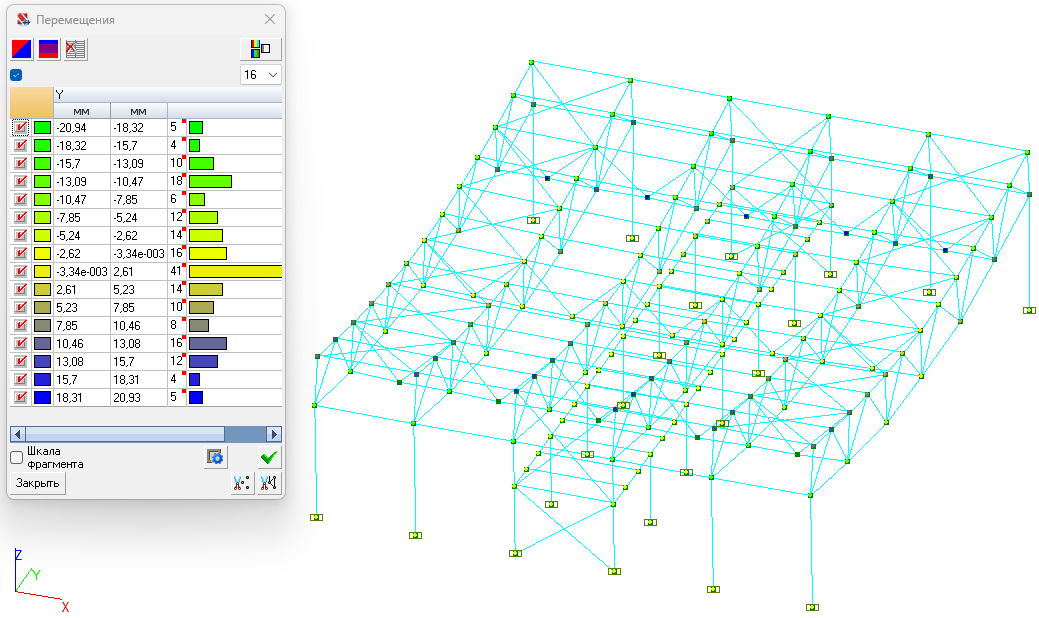 Перемещения
16
Y
мм мм
-20,94 -18,32 5
-18,32 -15,7 4
-15,7 -13,09 10
-13,09 -10,47 18
-10,47 -7,85 6
-7,85 -5,24 12
-5,24 -2,62 14
-2,62 -3,34e-003 16
-3,34e-003 2,61 41
2,61 5,23 14
5,23 7,85 10
7,85 10,46 8
10,46 13,08 16
13,08 15,7 12
15,7 18,31 4
18,31 20,93 5
Шкала
фрагмента
Закрыть
Z
Y
X